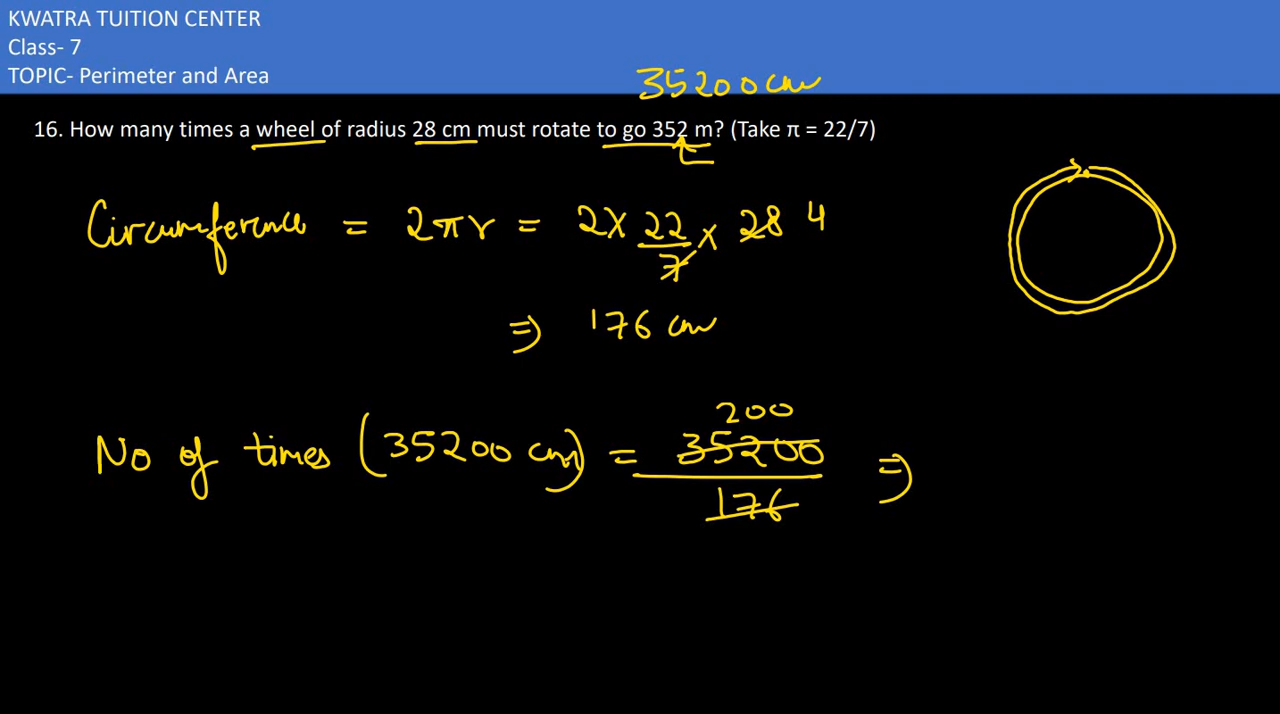 KWATRA TUITION CENTER
Class- 7
TOPIC- Perimeter and Area
35200 cm
16. How many times a wheel of radius 28 cm must rotate to go 352 m? (Take π = 22/7)
Circumference = 2πr = 2 × 22/7 × 28 4
⇒ 176 cm
200
No of times (35200 cm) = 35200/176 ⇒